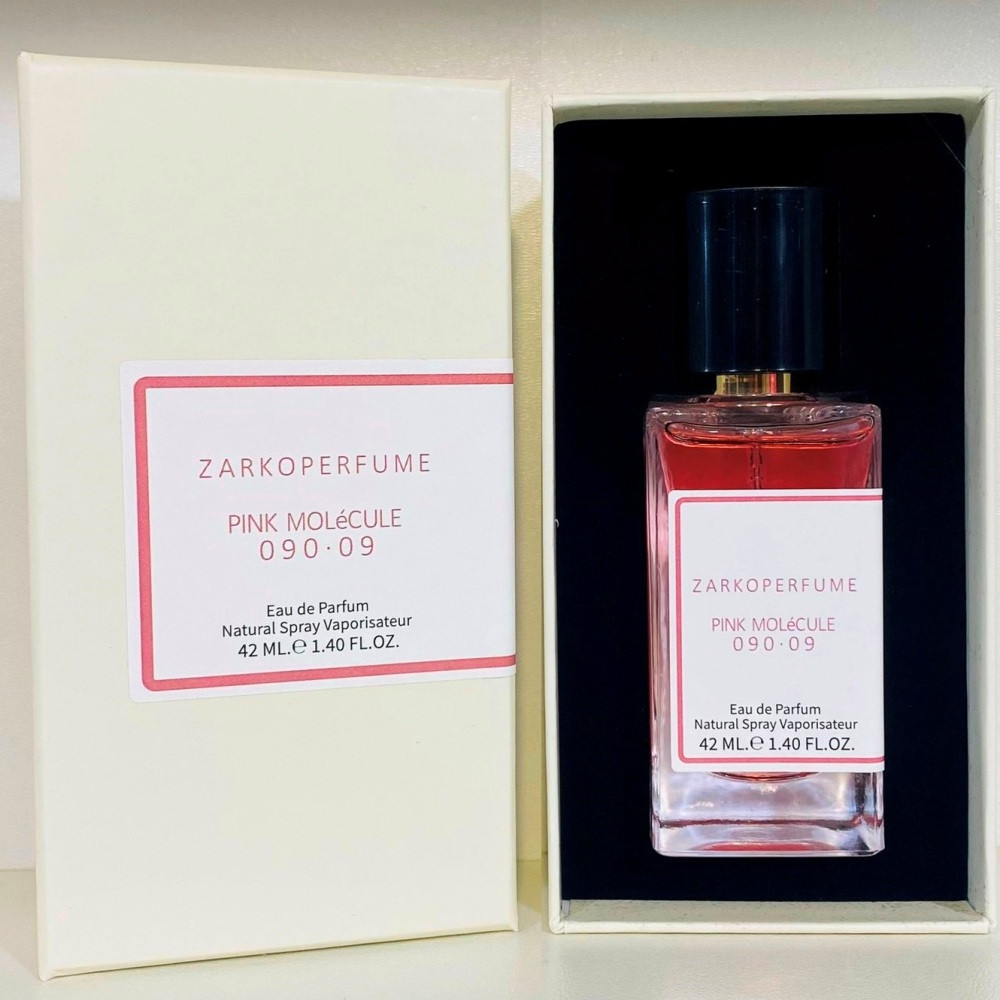 ZARKOPERFUME
PINK MOLéCULE
090·09
Eau de Parfum
Natural Spray Vaporisateur
42 ML.℮ 1.40 FL.OZ.
ZARKOPERFUME
PINK MOLéCULE
090·09
Eau de Parfum
Natural Spray Vaporisateur
42 ML.℮ 1.40 FL.OZ.